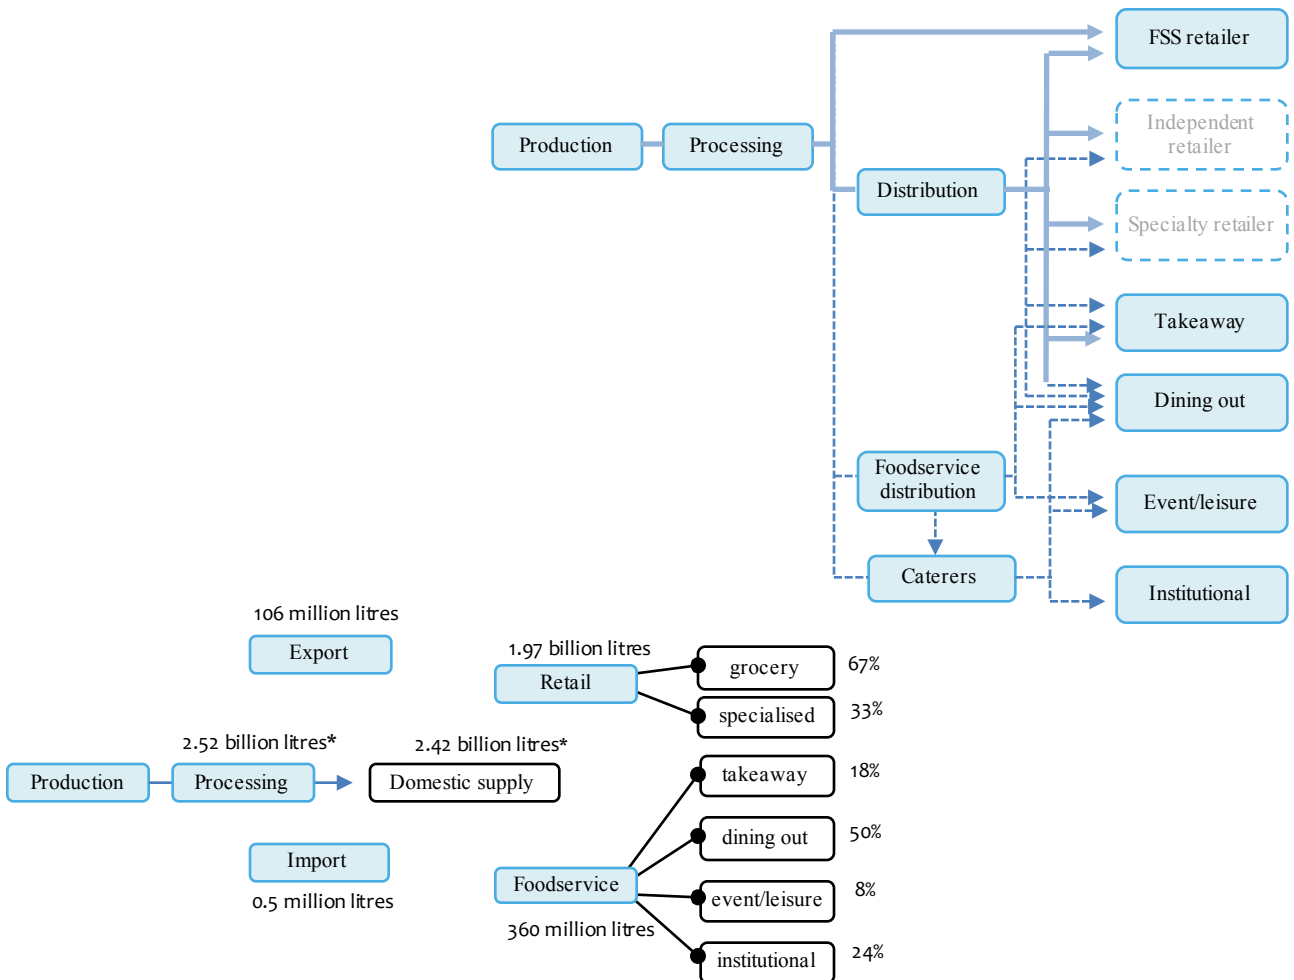 FSS retailer
Independent
retailer
Production
Processing
Distribution
Specialty retailer
Takeaway
Dining out
Foodservice
distribution
Event/leisure
Caterers
Institutional
106 million litres
Export
1.97 billion litres
Retail
grocery
67%
specialised
33%
2.52 billion litres*
2.42 billion litres*
Production
Processing
Domestic supply
takeaway
18%
dining out
50%
Import
0.5 million litres
Foodservice
360 million litres
event/leisure
8%
institutional
24%